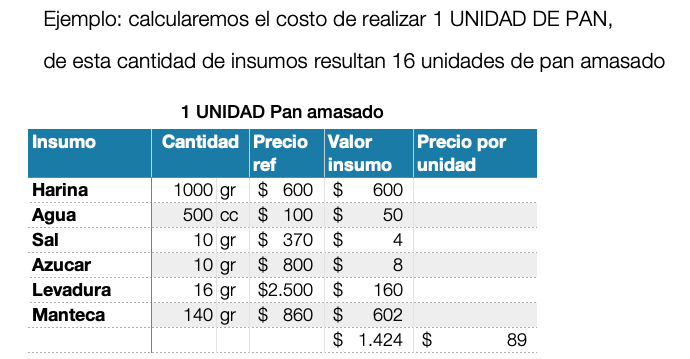 Ejemplo: calcularemos el costo de realizar 1 UNIDAD DE PAN,
de esta cantidad de insumos resultan 16 unidades de pan amasado
1 UNIDAD Pan amasado
Insumo Cantidad Precio ref Valor insumo Precio por unidad
Harina 1000 gr $ 600 $ 600
Agua 500 cc $ 100 $ 50
Sal 10 gr $ 370 $ 4
Azucar 10 gr $ 800 $ 8
Levadura 16 gr $2.500 $ 160
Manteca 140 gr $ 860 $ 602
$ 1.424 $ 89